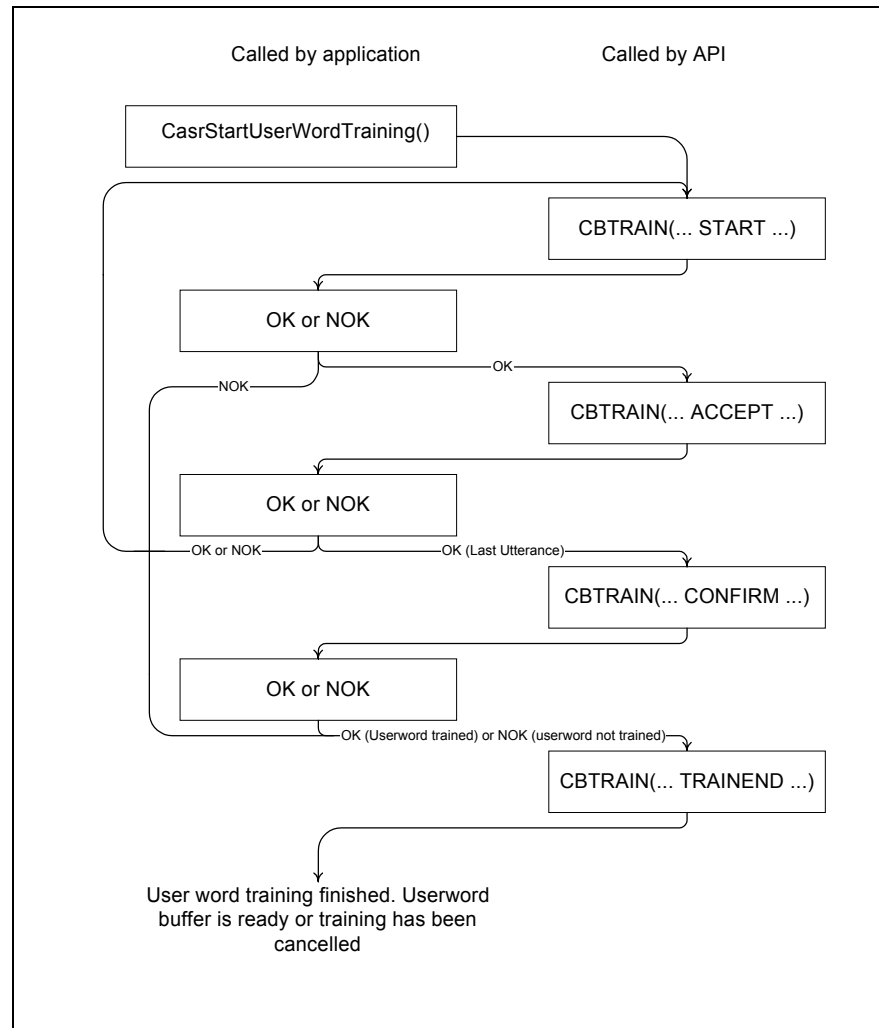 Called by application
Called by API
CasrStartUserWordTraining()
CBTRAIN(... START ...)
OK or NOK
OK
NOK
CBTRAIN(... ACCEPT ...)
OK or NOK
OK or NOK
OK (Last Utterance)
CBTRAIN(... CONFIRM ...)
OK or NOK
OK (Userword trained) or NOK (userword not trained)
CBTRAIN(... TRAINEND ...)
User word training finished. Userword
buffer is ready or training has been
cancelled